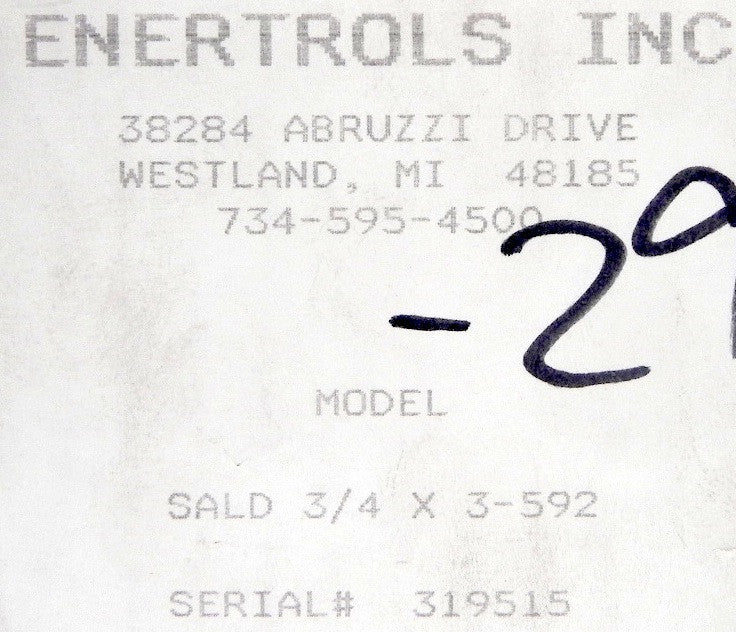 ENERTROLS INC
38284 ABRUZZI DRIVE
WESTLAND, MI 48185
734-595-4500
-29
MODEL
SALD 3/4 X 3-592
SERIAL# 319515